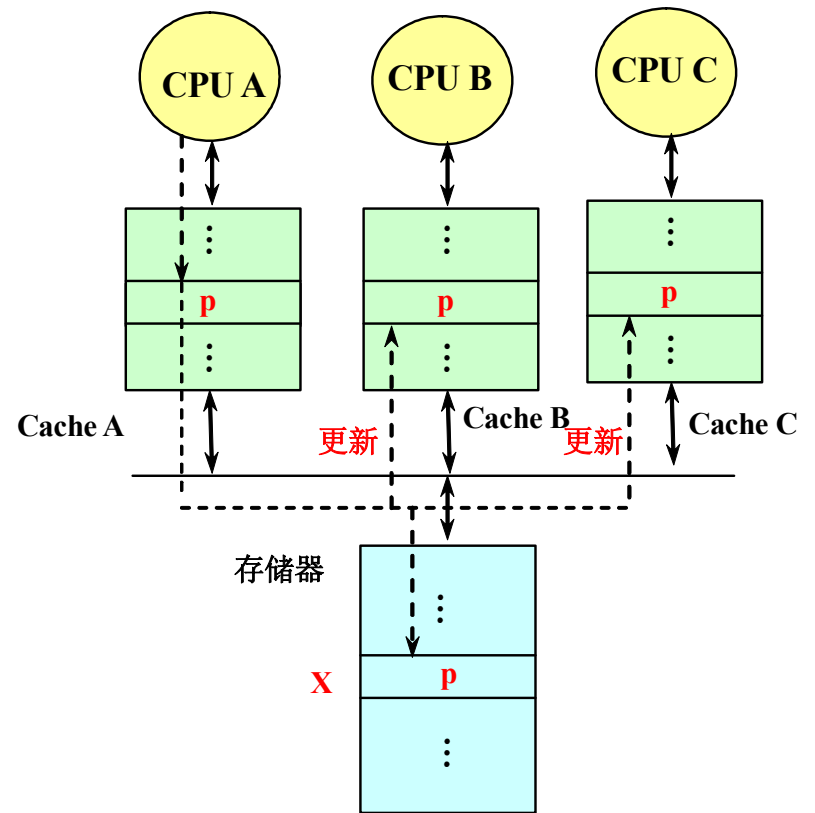 CPU A
CPU B
CPU C
⋮
⋮
⋮
p
p
p
⋮
⋮
⋮
Cache A
更新
Cache B
更新
Cache C
存储器
⋮
X
p
⋮